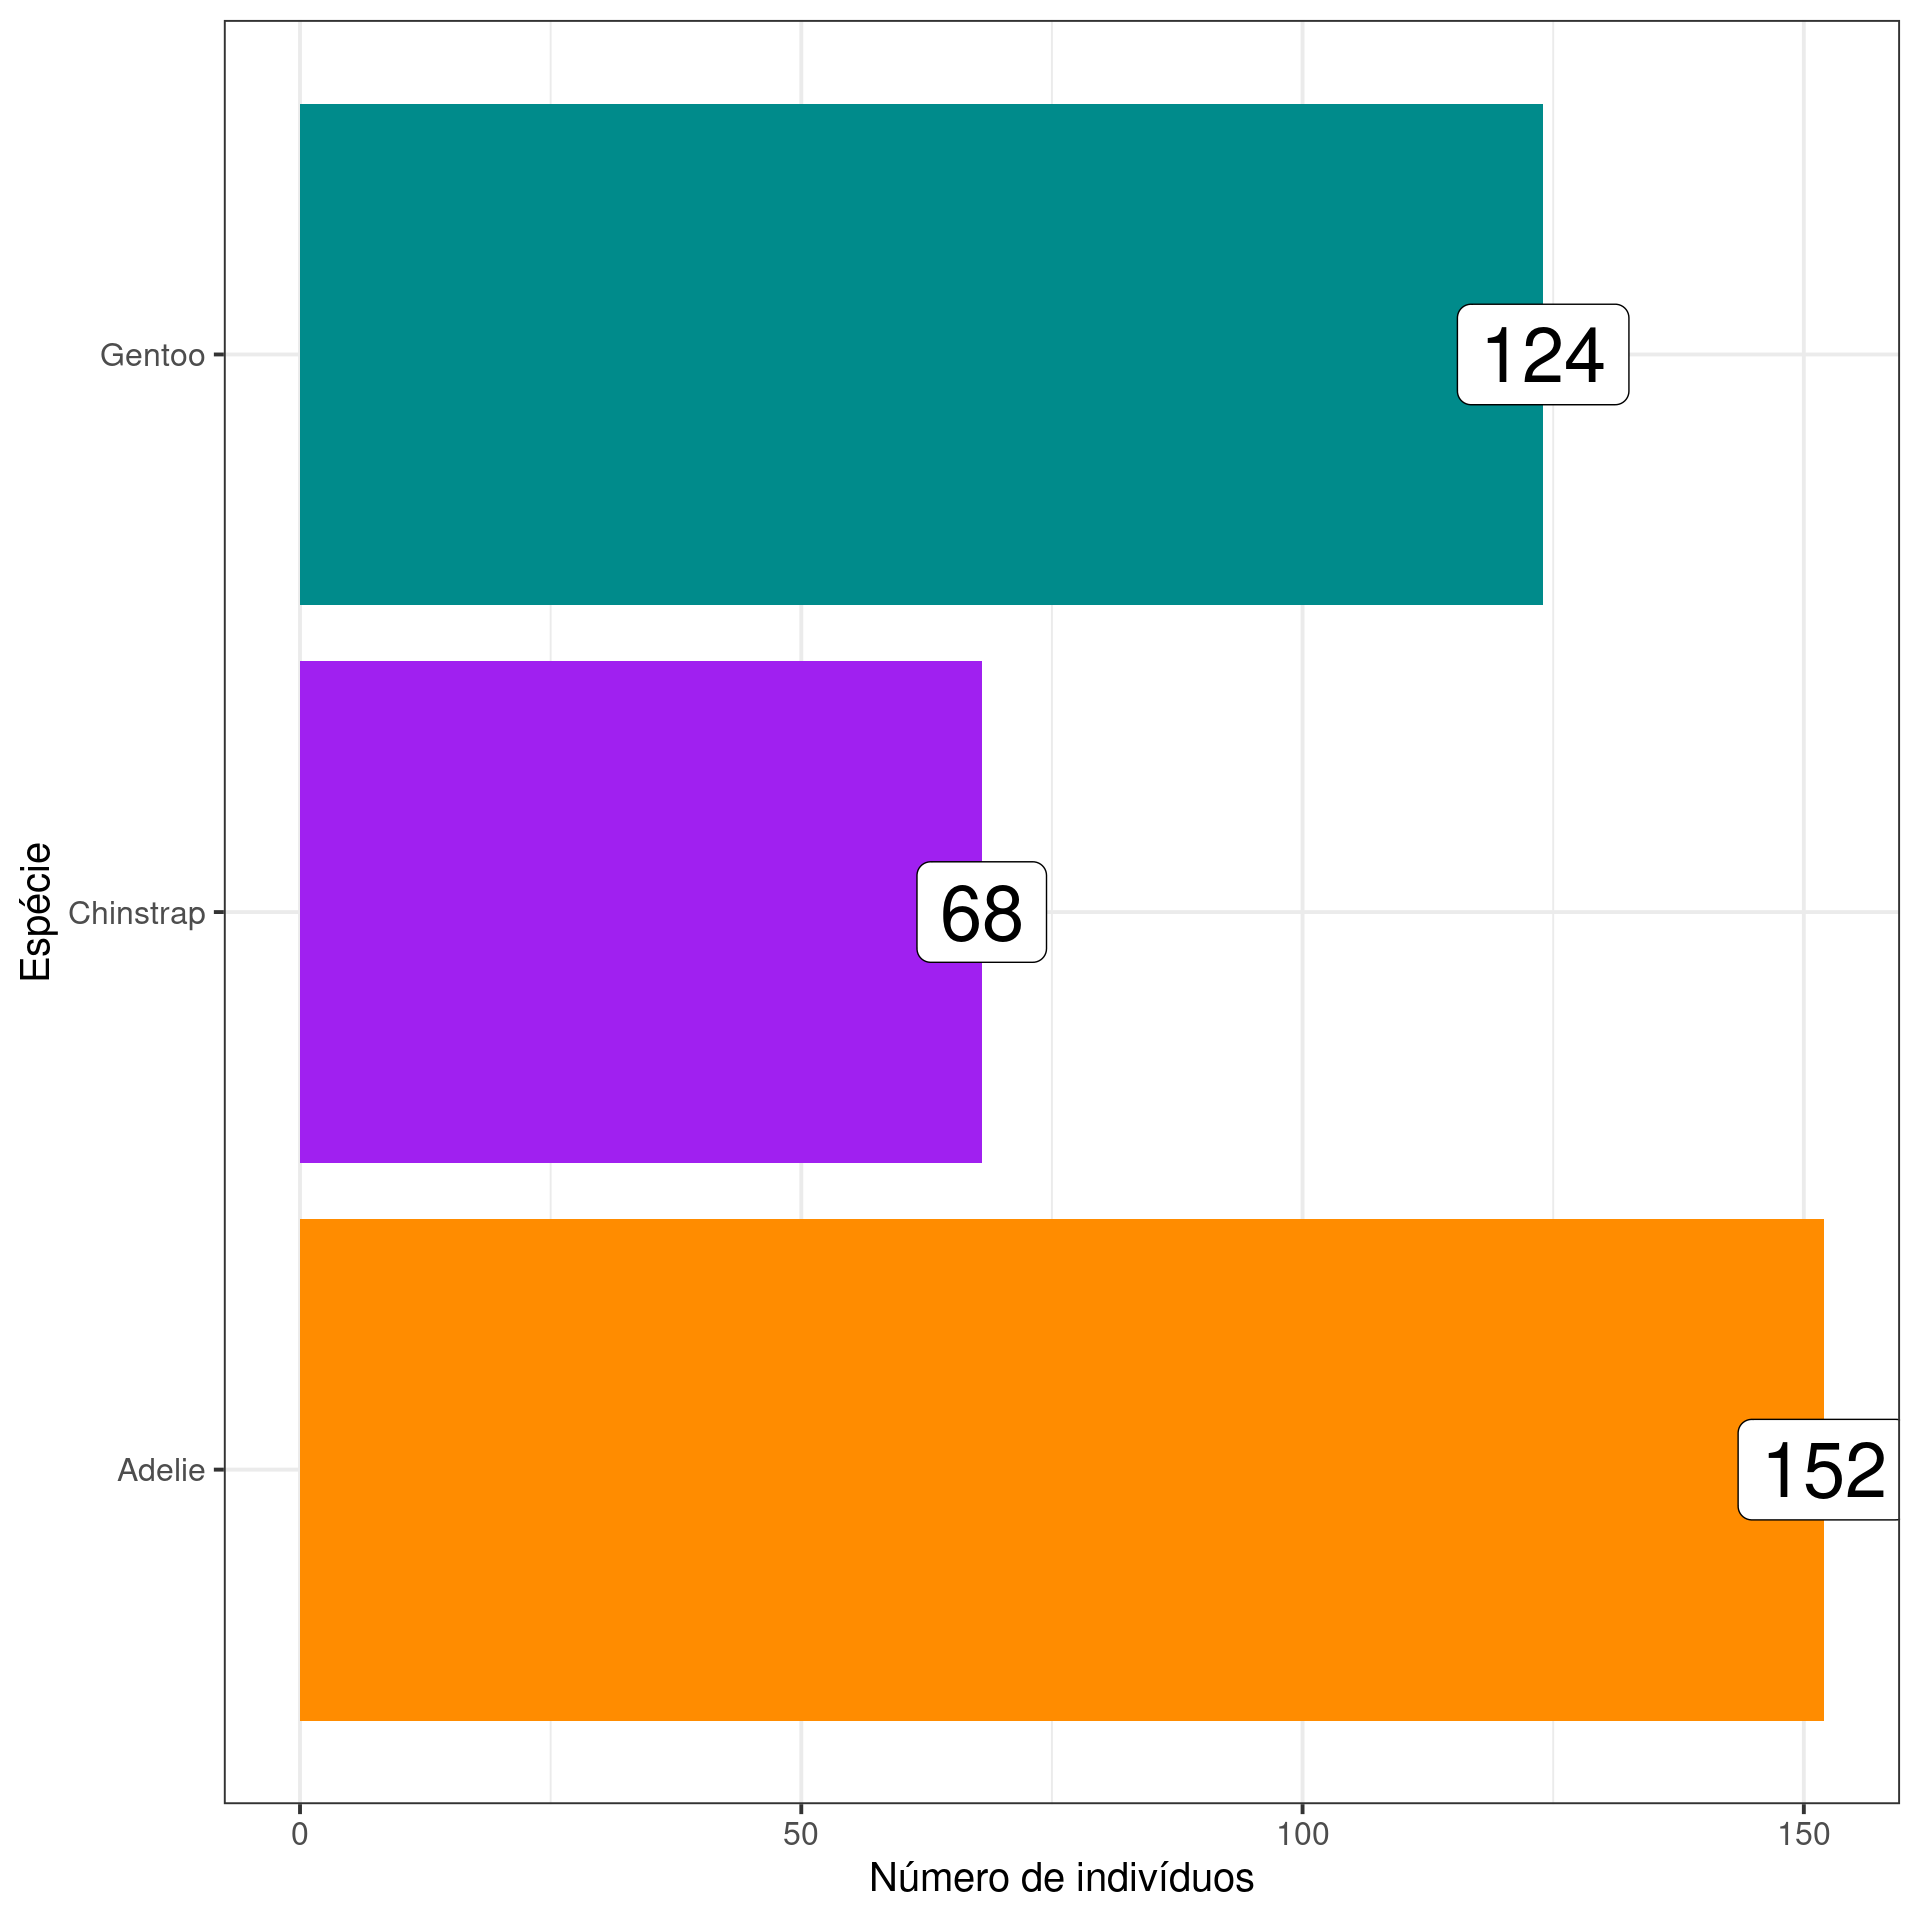 Gentoo
124
Espécie
Chinstrap
68
Adelie
152
0 50 100 150
Número de indivíduos